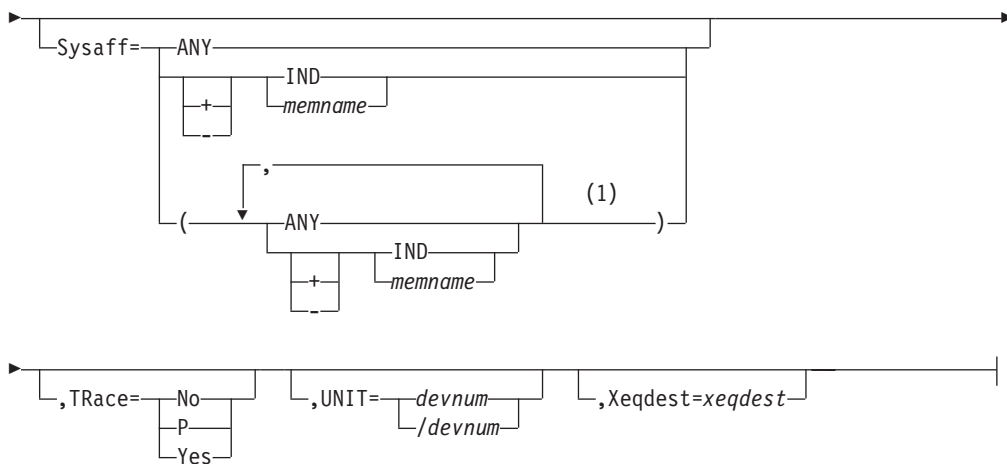 Sysaff= ANY
+ IND
- memname
,
(1)
( ANY )
+ IND
- memname
,TRace= No ,UNIT= devnum ,Xeqdest=xeqdest
P /devnum
Yes